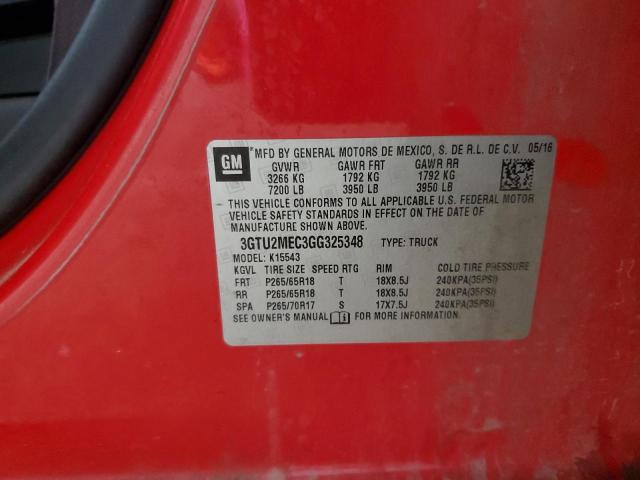 GM *MFD BY GENERAL MOTORS DE MEXICO, S. DE R.L. DE C.V. 05/16
GVWR GAWR FRT GAWR RR
3266 KG 1792 KG 1792 KG
7200 LB 3950 LB 3950 LB
THIS VEHICLE CONFORMS TO ALL APPLICABLE U.S. FEDERAL MOTOR
VEHICLE SAFETY STANDARDS IN EFFECT ON THE DATE OF
MANUFACTURE SHOWN ABOVE.
3GTU2MEC3GG325348 TYPE: TRUCK
MODEL: K15543
KGVL TIRE SIZE SPEED RTG RIM COLD TIRE PRESSURE
FRT P265/65R18 T 18X8.5J 240KPA(35PSI)
RR P265/65R18 T 18X8.5J 240KPA(35PSI)
SPA P265/70R17 S 17X7.5J 240KPA(35PSI)
SEE OWNER'S MANUAL FOR MORE INFORMATION.